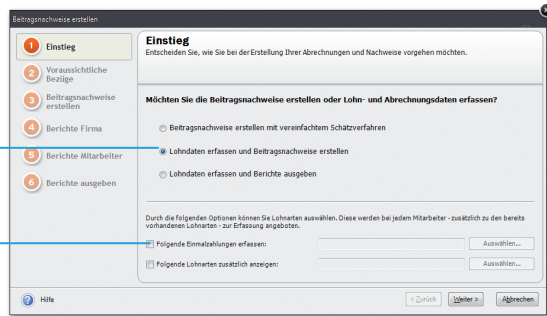 Beitragsnachweise erstellen
1 Einstieg
2 Voraussichtliche
Bezüge
3 Beitragsnachweise
erstellen
4 Berichte Firma
5 Berichte Mitarbeiter
6 Berichte ausgeben
Einstieg
Entscheiden Sie, wie Sie bei der Erstellung Ihrer Abrechnungen und Nachweise vorgehen möchten.
Möchten Sie die Beitragsnachweise erstellen oder Lohn- und Abrechnungsdaten erfassen?
Beitragsnachweise erstellen mit vereinfachtem Schätzverfahren
Lohndaten erfassen und Beitragsnachweise erstellen
Lohndaten erfassen und Berichte ausgeben
Durch die folgenden Optionen können Sie Lohnarten auswählen. Diese werden bei jedem Mitarbeiter - zusätzlich zu den bereits
vorhandenen Lohnarten - zur Erfassung angeboten.
Folgende Einmalzahlungen erfassen: Auswählen...
Folgende Lohnarten zusätzlich anzeigen: Auswählen...
? Hilfe < Zurück Weiter > Abbrechen